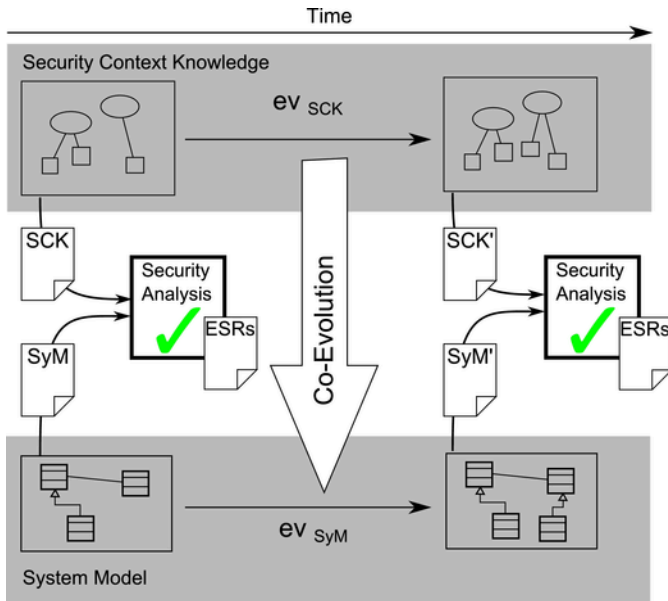 Time
Security Context Knowledge
ev SCK
SCK
SCK'
Security
Analysis
ESRs
Security
Analysis
ESRs
Co-Evolution
SyM
SyM'
ev SyM
System Model